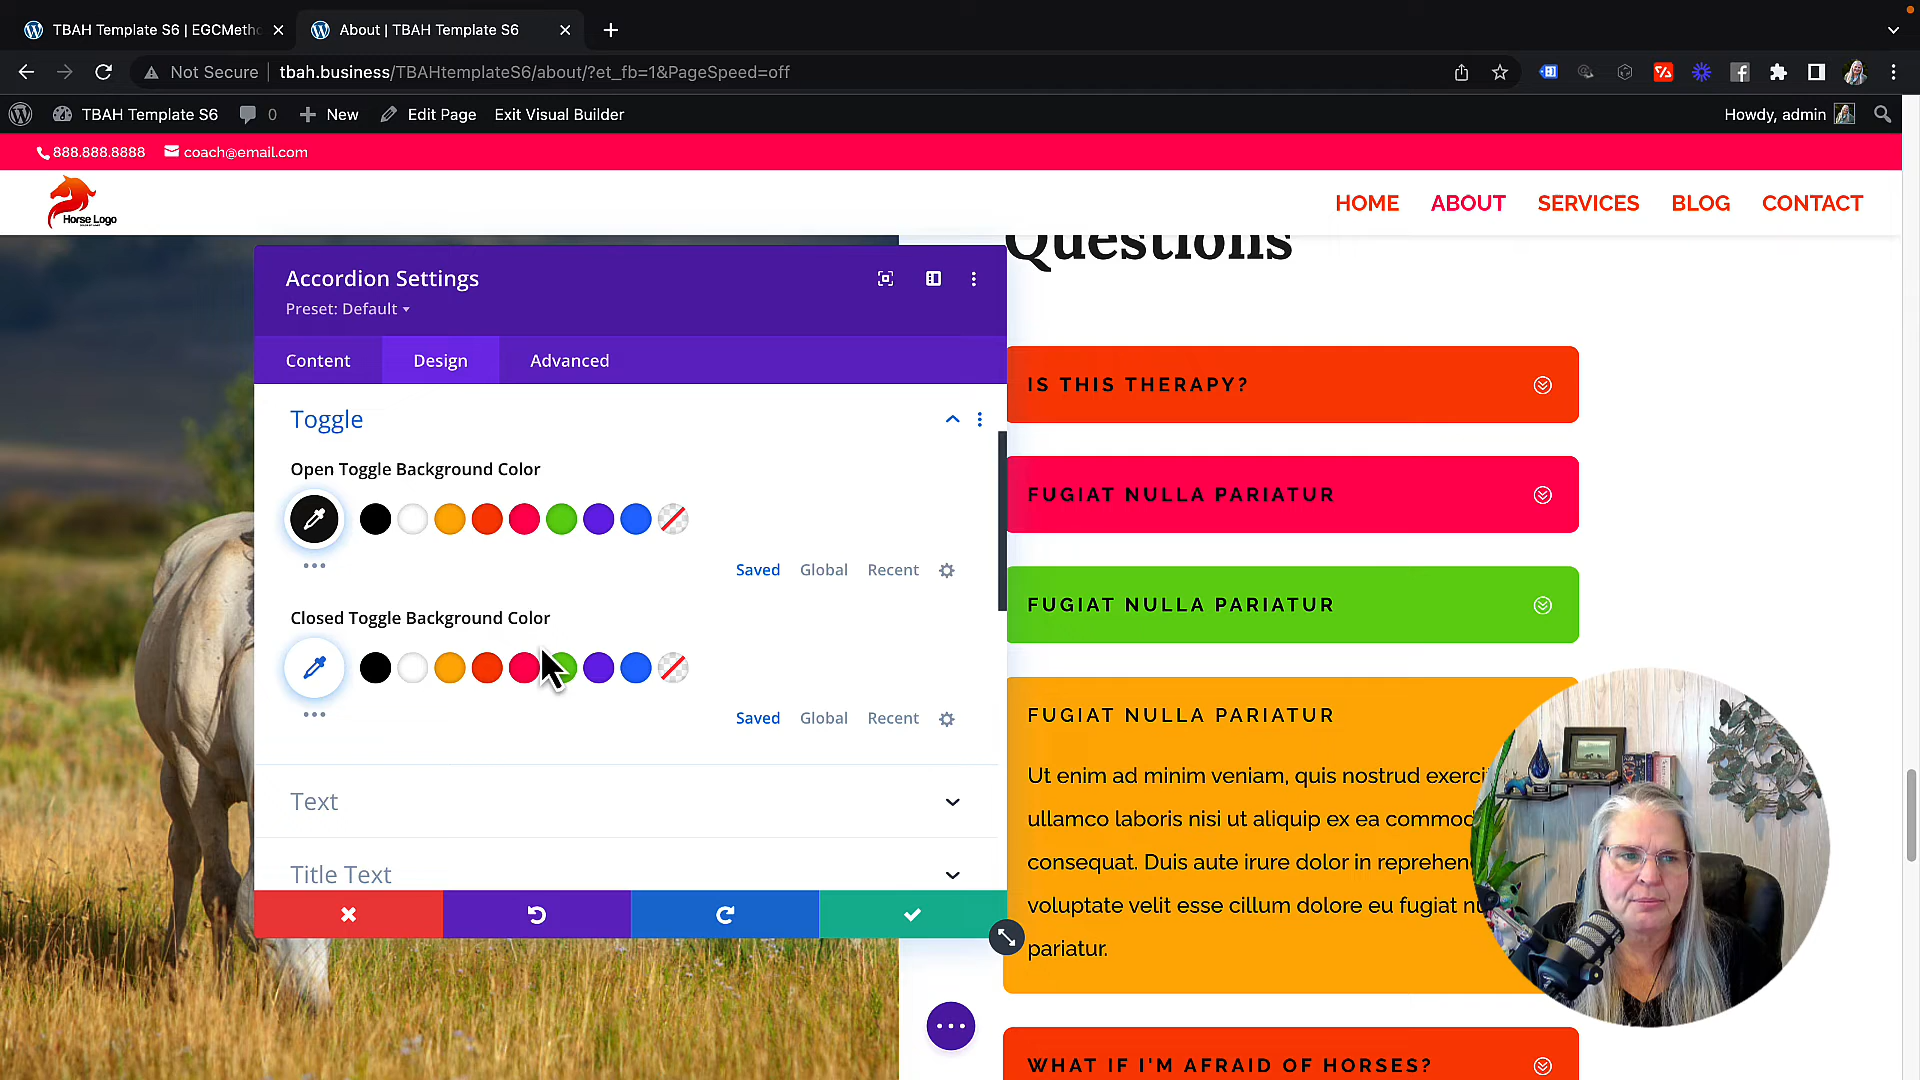 TBAH Template S6 | EGCMetho
About | TBAH Template S6
Not Secure
tbah.business/TBAHtemplateS6/about/?et_fb=1&PageSpeed=off
TBAH Template S6
0
New
Edit Page
Exit Visual Builder
Howdy, admin
888.888.8888
coach@email.com
Horse Logo
HOME
ABOUT
SERVICES
BLOG
CONTACT
Questions
Accordion Settings
Preset: Default
Content
Design
Advanced
Toggle
Open Toggle Background Color
Saved
Global
Recent
Closed Toggle Background Color
Saved
Global
Recent
Text
Title Text
IS THIS THERAPY?
FUGIAT NULLA PARIATUR
FUGIAT NULLA PARIATUR
FUGIAT NULLA PARIATUR
Ut enim ad minim veniam, quis nostrud exerci
ullamco laboris nisi ut aliquip ex ea commod
consequat. Duis aute irure dolor in reprehen
voluptate velit esse cillum dolore eu fugiat nu
pariatur.
WHAT IF I'M AFRAID OF HORSES?